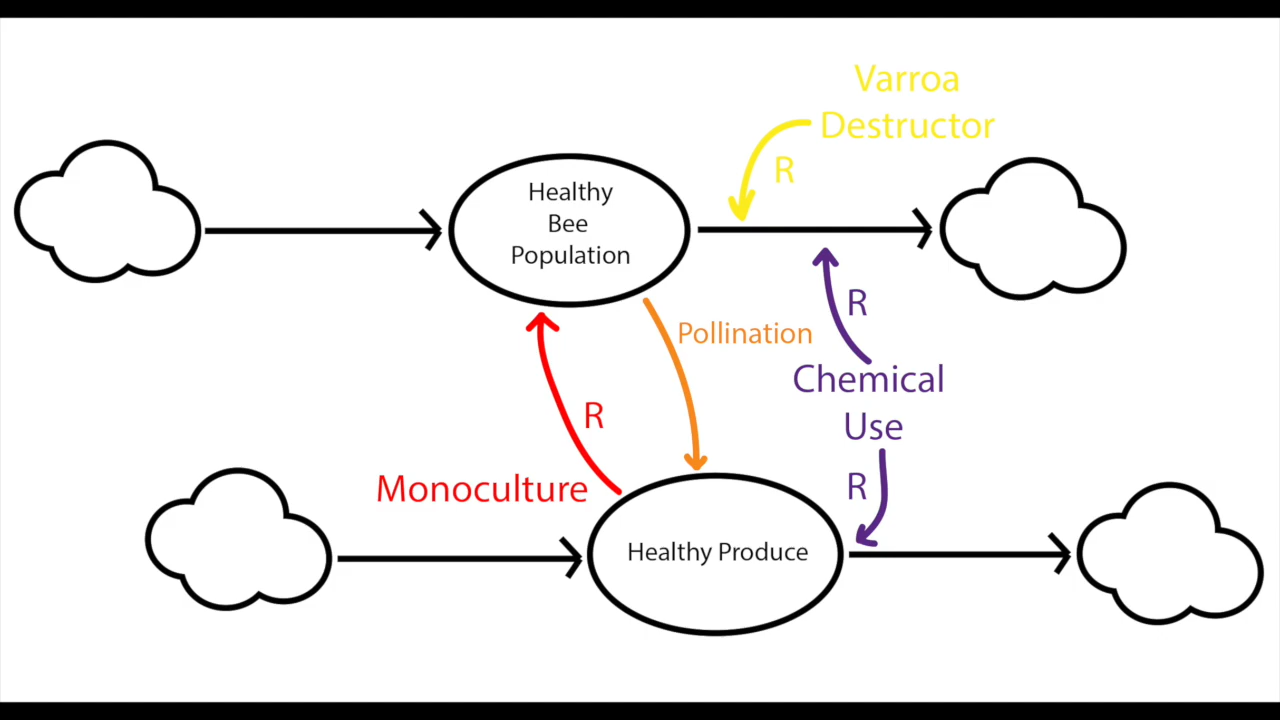 Varroa
Destructor
R
Healthy
Bee
Population
R
Pollination
Chemical
Use
R
Monoculture
R
Healthy Produce